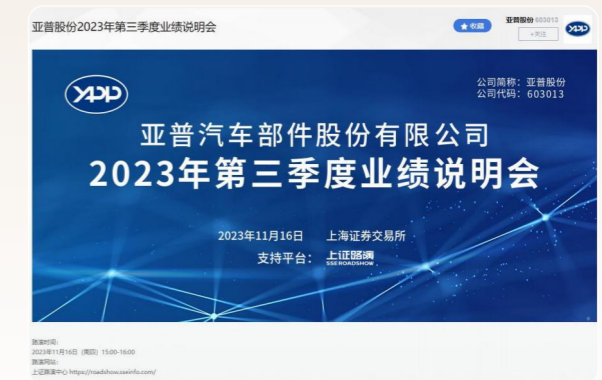 亚普股份2023年第三季度业绩说明会
★ 收藏
亚普股份 603013
+关注
YAPP
YAPP
公司简称：亚普股份
公司代码：603013
亚普汽车部件股份有限公司
2023年第三季度业绩说明会
2023年11月16日 上海证券交易所
支持平台： 上证路演
SSE ROADSHOW
路演时间：
2023年11月16日（周四）15:00-16:00
路演网站：
上证路演中心 https://roadshow.sseinfo.com/